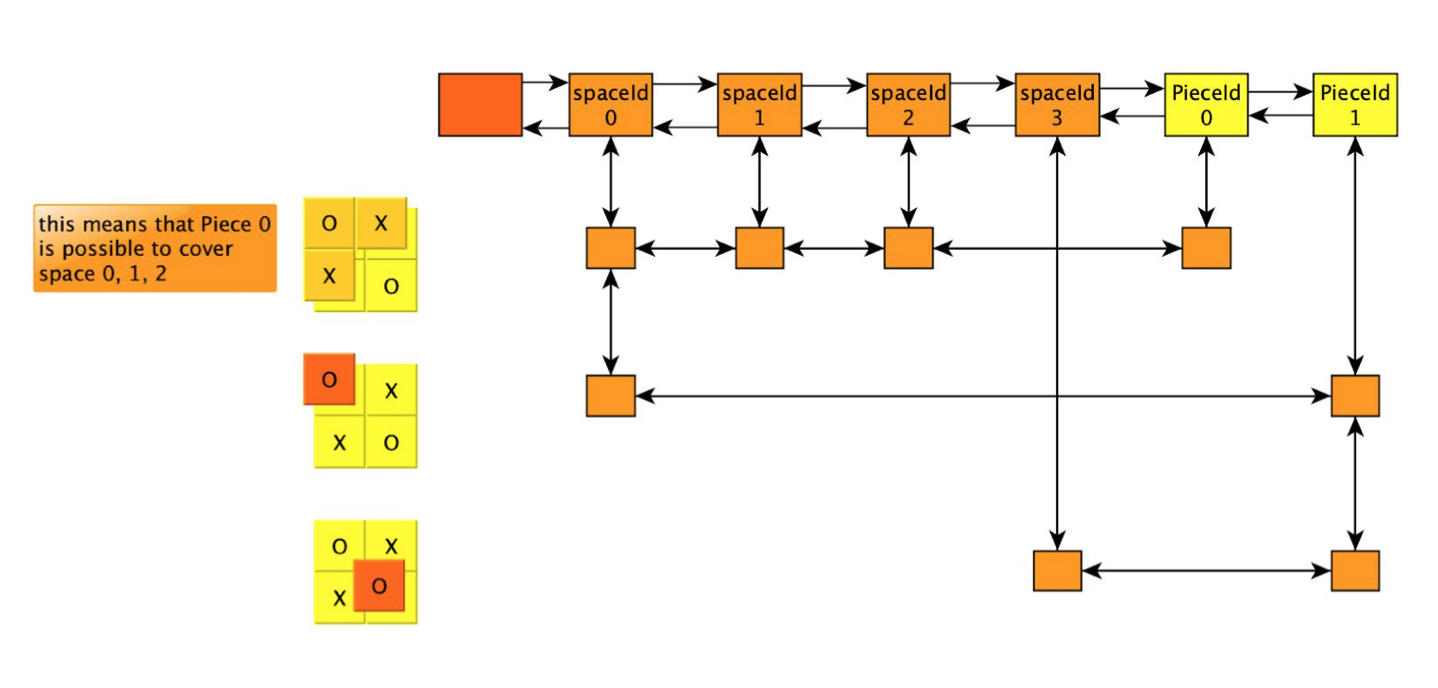 spaceId
0
spaceId
1
spaceId
2
spaceId
3
PieceId
0
PieceId
1
this means that Piece 0
is possible to cover
space 0, 1, 2
O X
X O
O X
X O
O X
X O